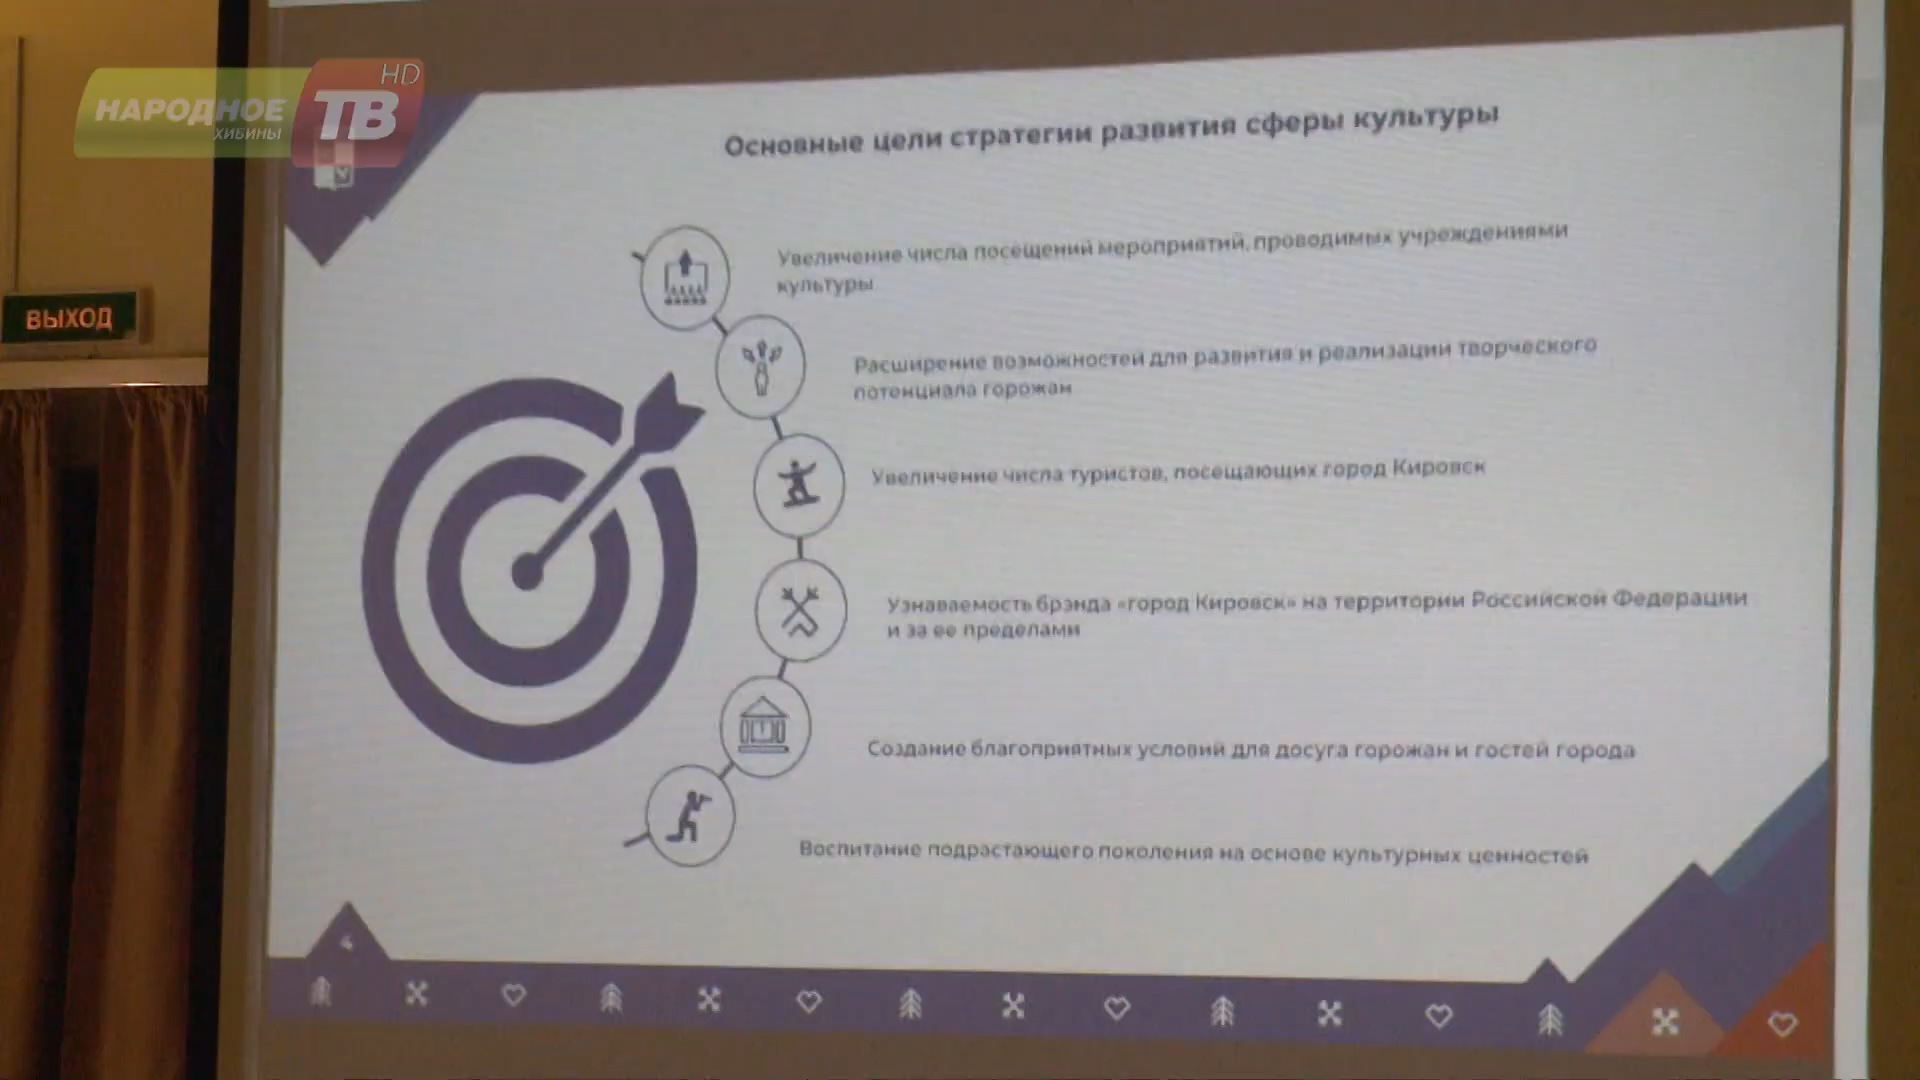 НАРОДНОЕ
ХИБИНЫ
ТВ
HD
ВЫХОД
Основные цели стратегии развития сферы культуры
Увеличение числа посещений мероприятий, проводимых учреждениями
культуры
Расширение возможностей для развития и реализации творческого
потенциала горожан
Увеличение числа туристов, посещающих город Кировск
Узнаваемость брэнда «город Кировск» на территории Российской Федерации
и за ее пределами
Создание благоприятных условий для досуга горожан и гостей города
Воспитание подрастающего поколения на основе культурных ценностей
4